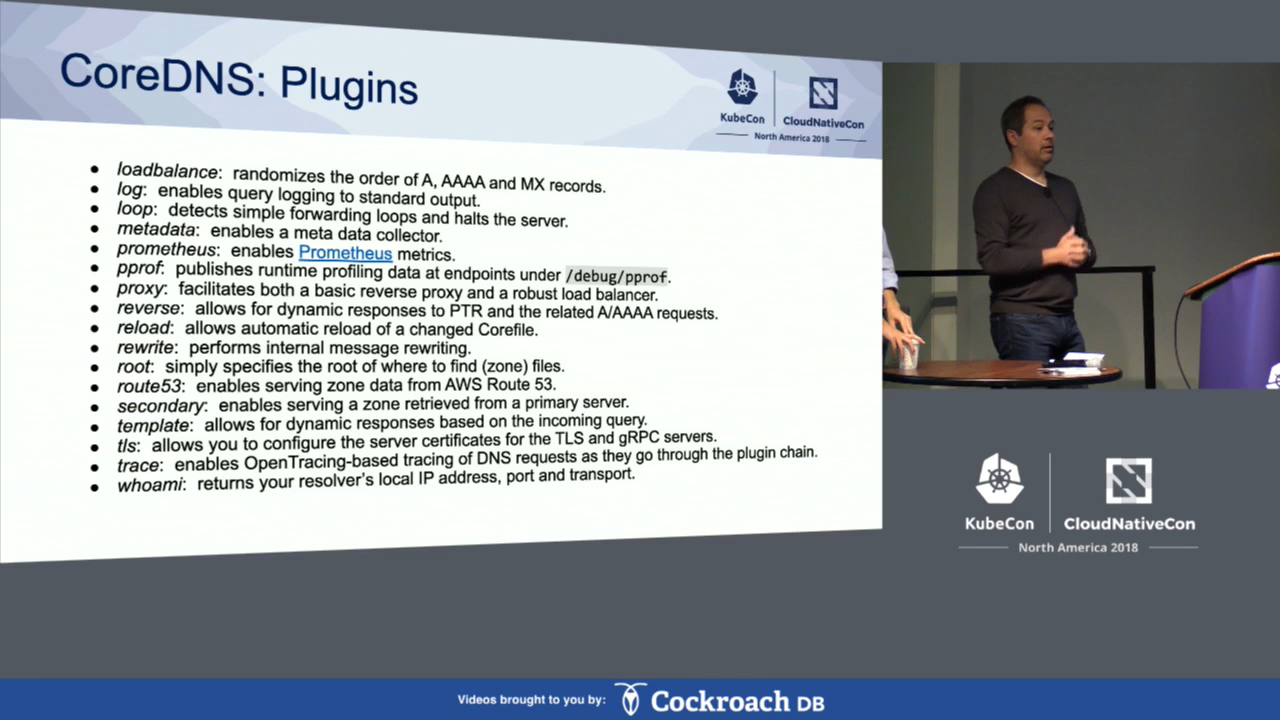 CoreDNS: Plugins
KubeCon
CloudNativeCon
North America 2018
● loadbalance: randomizes the order of A, AAAA and MX records.
● log: enables query logging to standard output.
● loop: detects simple forwarding loops and halts the server.
● metadata: enables a meta data collector.
● prometheus: enables Prometheus metrics.
● pprof: publishes runtime profiling data at endpoints under /debug/pprof.
● proxy: facilitates both a basic reverse proxy and a robust load balancer.
● reverse: allows for dynamic responses to PTR and the related A/AAAA requests.
● reload: allows automatic reload of a changed Corefile.
● rewrite: performs internal message rewriting.
● root: simply specifies the root of where to find (zone) files.
● route53: enables serving zone data from AWS Route 53.
● secondary: enables serving a zone retrieved from a primary server.
● template: allows for dynamic responses based on the incoming query.
● tls: allows you to configure the server certificates for the TLS and gRPC servers.
● trace: enables OpenTracing-based tracing of DNS requests as they go through the plugin chain.
● whoami: returns your resolver's local IP address, port and transport.
KubeCon
CloudNativeCon
North America 2018
Videos brought to you by: Cockroach DB